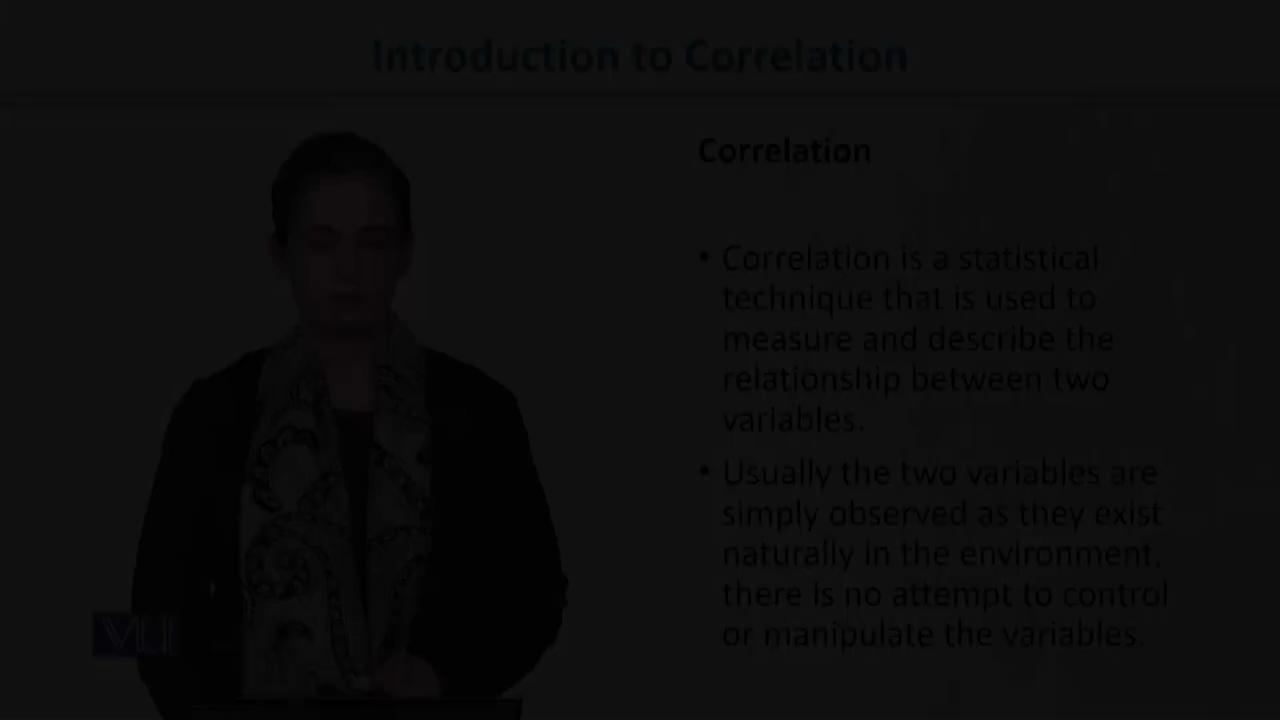 Introduction to Correlation
Correlation
• Correlation is a statistical
technique that is used to
measure and describe the
relationship between two
variables.
• Usually the two variables are
simply observed as they exist
naturally in the environment,
there is no attempt to control
or manipulate the variables.
VU